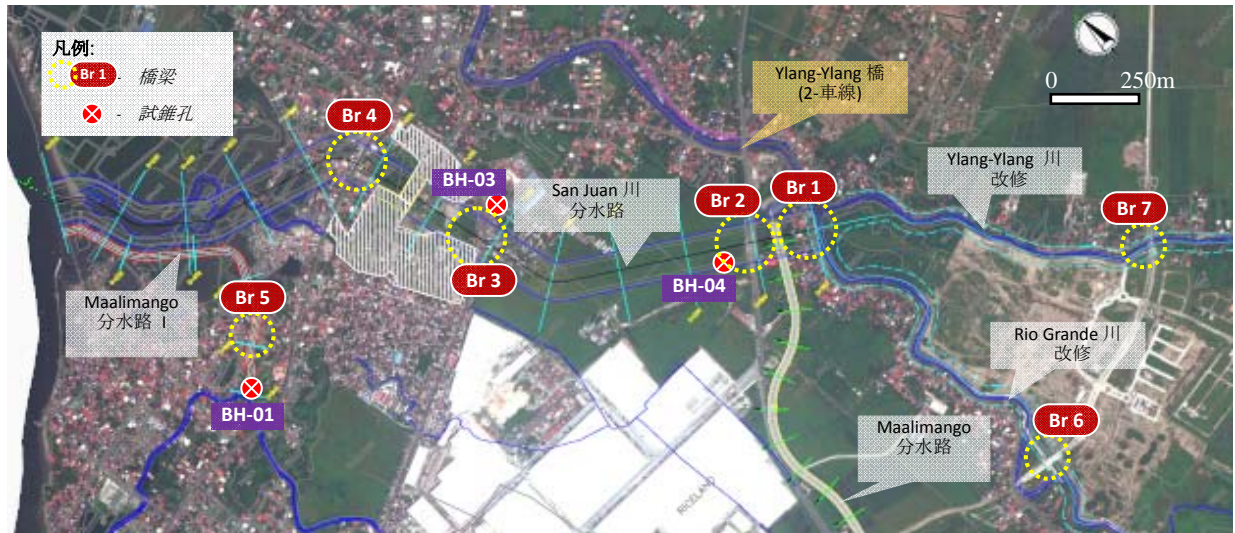 凡例:
Br 1 - 橋梁
- 試錐孔
Ylang-Ylang 橋
(2-車線)
0 250m
Br 4
BH-03
San Juan 川
分水路
Br 2
Br 1
Ylang-Ylang 川
改修
Br 7
Br 3
BH-04
Maalimango
分水路 I
Br 5
BH-01
Rio Grande 川
改修
Br 6
Maalimango
分水路
RICELAND